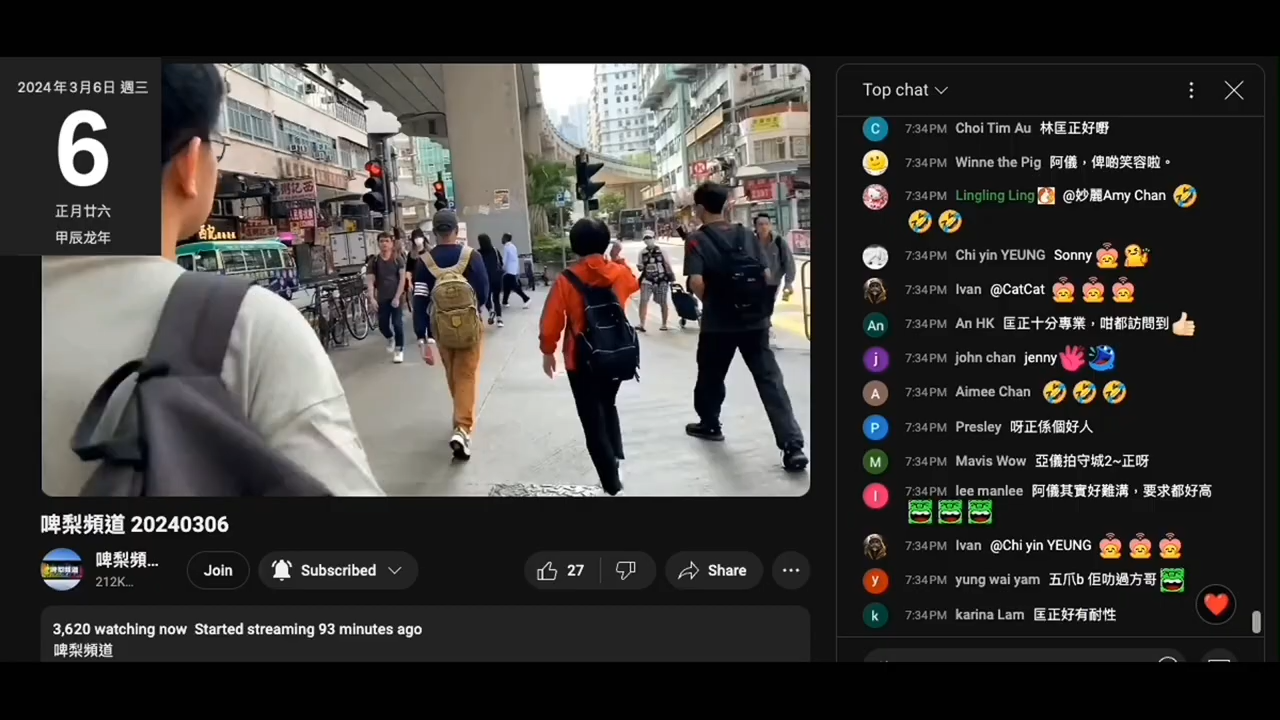 2024年3月6日 週三
6
正月廿六
甲辰龙年
啤梨頻道 20240306
啤梨頻...
212K...
Join
Subscribed
27
Share
3,620 watching now Started streaming 93 minutes ago
啤梨頻道
Top chat
C 7:34PM Choi Tim Au 林匡正好嘢
7:34PM Winne the Pig 阿儀，俾啲笑容啦。
7:34PM Lingling Ling @妙麗Amy Chan
7:34PM Chi yin YEUNG Sonny
7:34PM Ivan @CatCat
An 7:34PM An HK 匡正十分專業，咁都訪問到
j 7:34PM john chan jenny
A 7:34PM Aimee Chan
P 7:34PM Presley 呀正係個好人
M 7:34PM Mavis Wow 亞儀拍守城2~正呀
l 7:34PM lee manlee 阿儀其實好難溝，要求都好高
7:34PM Ivan @Chi yin YEUNG
y 7:34PM yung wai yam 五爪b 佢叻過方哥
k 7:34PM karina Lam 匡正好有耐性